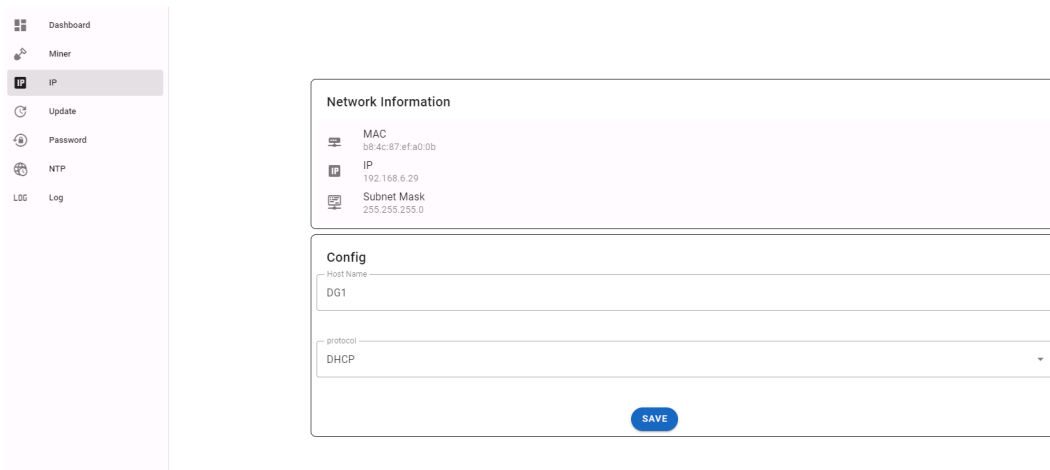 Dashboard
Miner
IP IP
Update
Password
NTP
LOG Log
Network Information
MAC
b8:4c:87:ef:a0:0b
IP IP
192.168.6.29
Subnet Mask
255.255.255.0
Config
Host Name
DG1
protocol
DHCP
SAVE